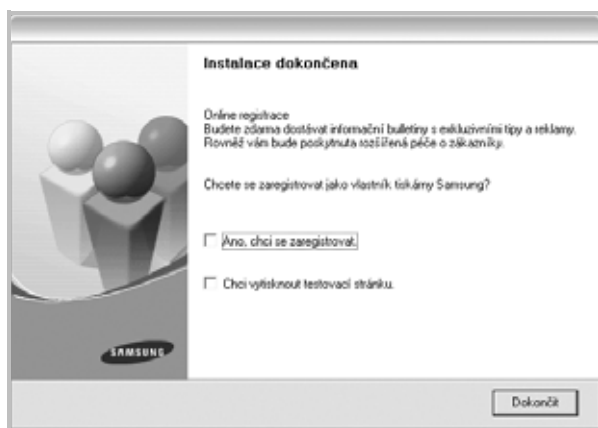 Instalace dokončena
Online registrace
Budete zdarma dostávat informační bulletiny s exkluzivními tipy a reklamy.
Rovněž vám bude poskytnuta rozšířená péče o zákazníky.
Chcete se zaregistrovat jako vlastník tiskárny Samsung?
Ano, chci se zaregistrovat.
Chci vytisknout testovací stránku.
SAMSUNG
Dokončit